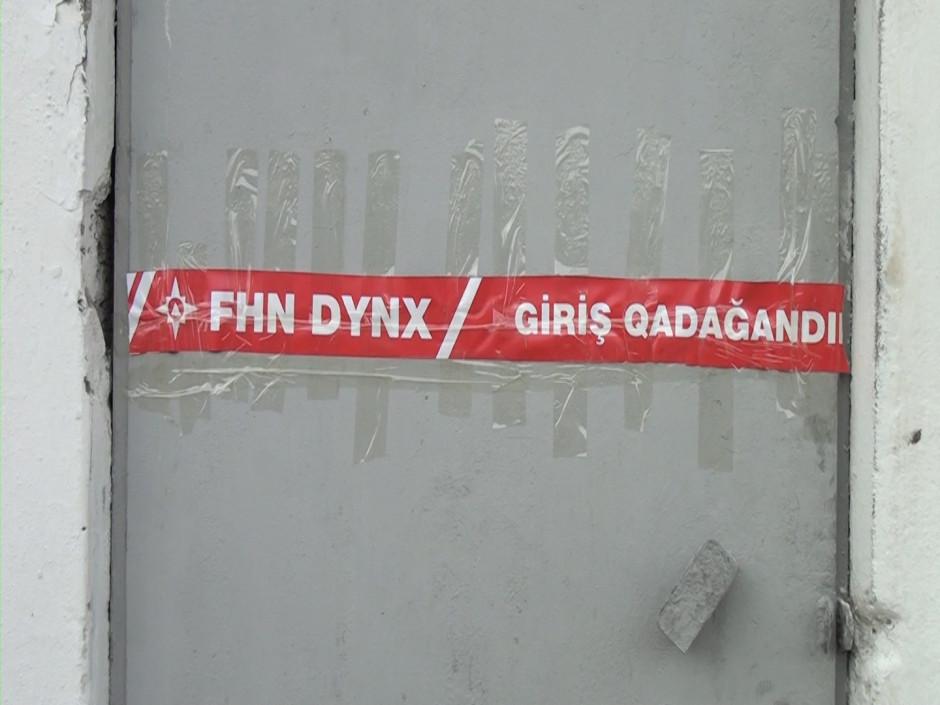 FHN DYNX / GİRİŞ QADAĞANDI